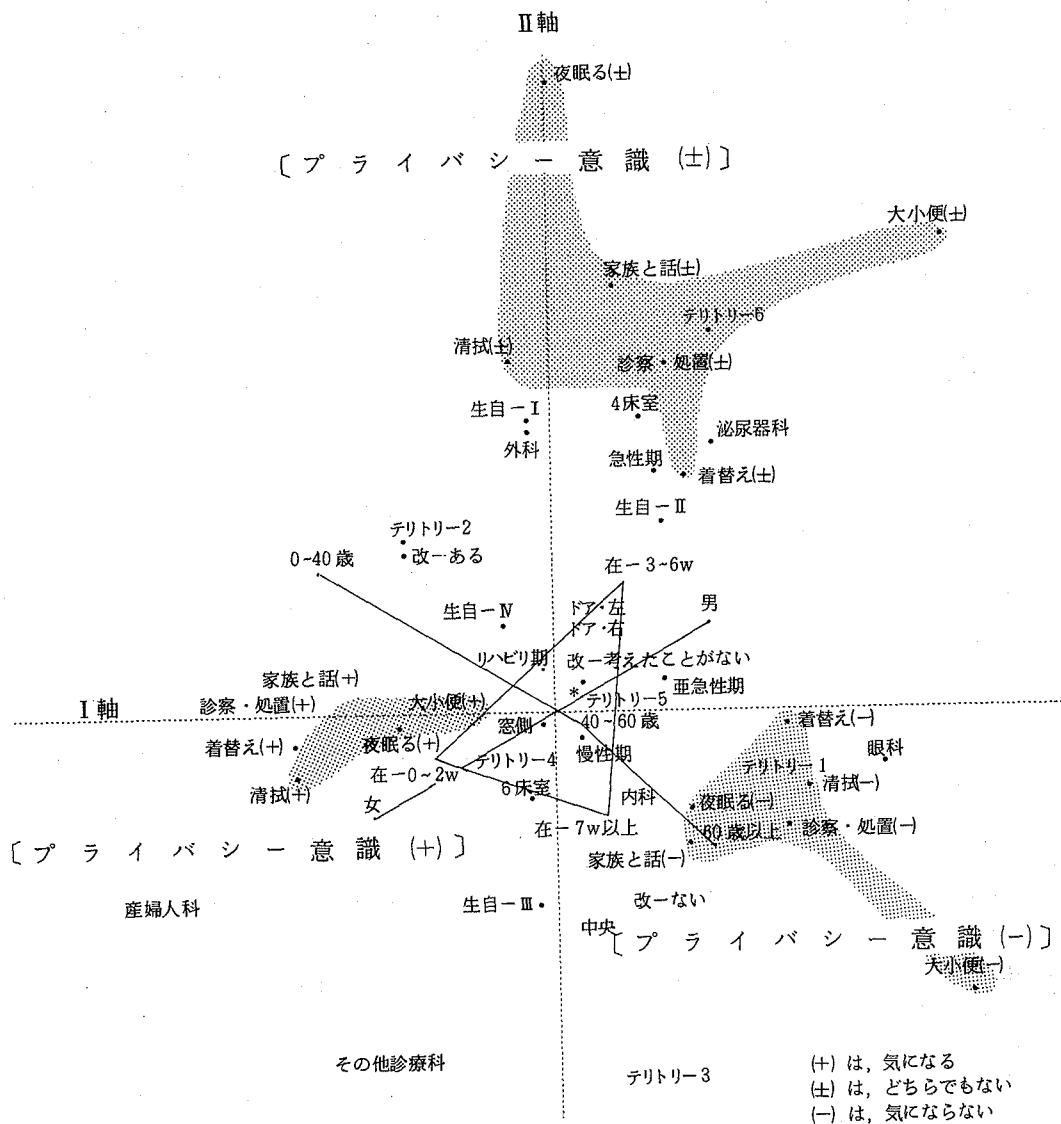 Ⅱ軸
夜眠る(±)
〔プライバシー意識(±)〕
大小便(±)
家族と話(±)
テリトリー6
清拭(±)
診察・処置(±)
生自－Ⅰ
4床室
外科
泌尿器科
急性期
着替え(±)
生自－Ⅱ
テリトリー2
0~40歳
改－ある
在－3~6w
生自－Ⅳ
ドア・左
男
ドア・右
リハビリ期
改－考えたことがない
家族と話(+)
*
亜急性期
診察・処置(+)
大小便(+)
テリトリー5
Ⅰ軸
窓側
40~60歳
着替え(-)
着替え(+)
夜眠る(+)
慢性期
眼科
在－0~2w
テリトリー4
テリトリー1
清拭(+)
6床室
内科
清拭(-)
女
夜眠る(-)
在－7w以上
60歳以上
診察・処置(-)
〔プライバシー意識(+)〕
家族と話(-)
産婦人科
生自－Ⅲ
改－ない
中央
〔プライバシー意識(-)〕
大小便(-)
その他診療科
テリトリー3
(+)は，気になる
(±)は，どちらでもない
(-)は，気にならない